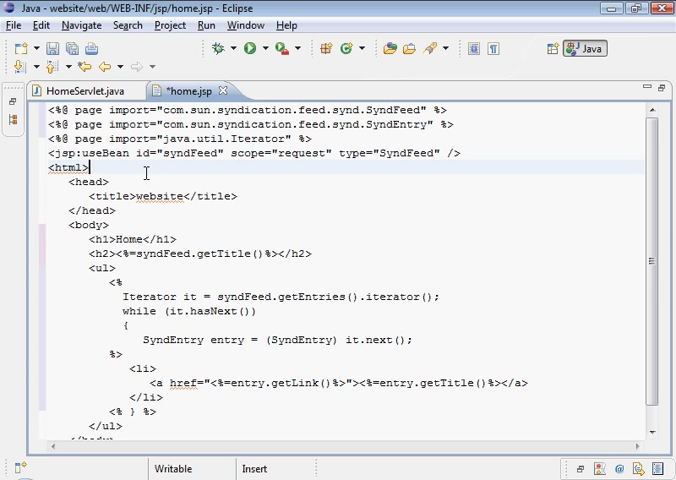 Java - website/web/WEB-INF/jsp/home.jsp - Eclipse
File Edit Navigate Search Project Run Window Help
Java
HomeServlet.java *home.jsp
<%@ page import="com.sun.syndication.feed.synd.SyndFeed" %>
<%@ page import="com.sun.syndication.feed.synd.SyndEntry" %>
<%@ page import="java.util.Iterator" %>
<jsp:useBean id="syndFeed" scope="request" type="SyndFeed" />
<html>
<head>
<title>website</title>
</head>
<body>
<h1>Home</h1>
<h2><%=syndFeed.getTitle()%></h2>
<ul>
<%
Iterator it = syndFeed.getEntries().iterator();
while (it.hasNext())
{
SyndEntry entry = (SyndEntry) it.next();
%>
<li>
<a href="<%=entry.getLink()%>"><%=entry.getTitle()%></a>
</li>
<% } %>
</ul>
</body>
Writable Insert